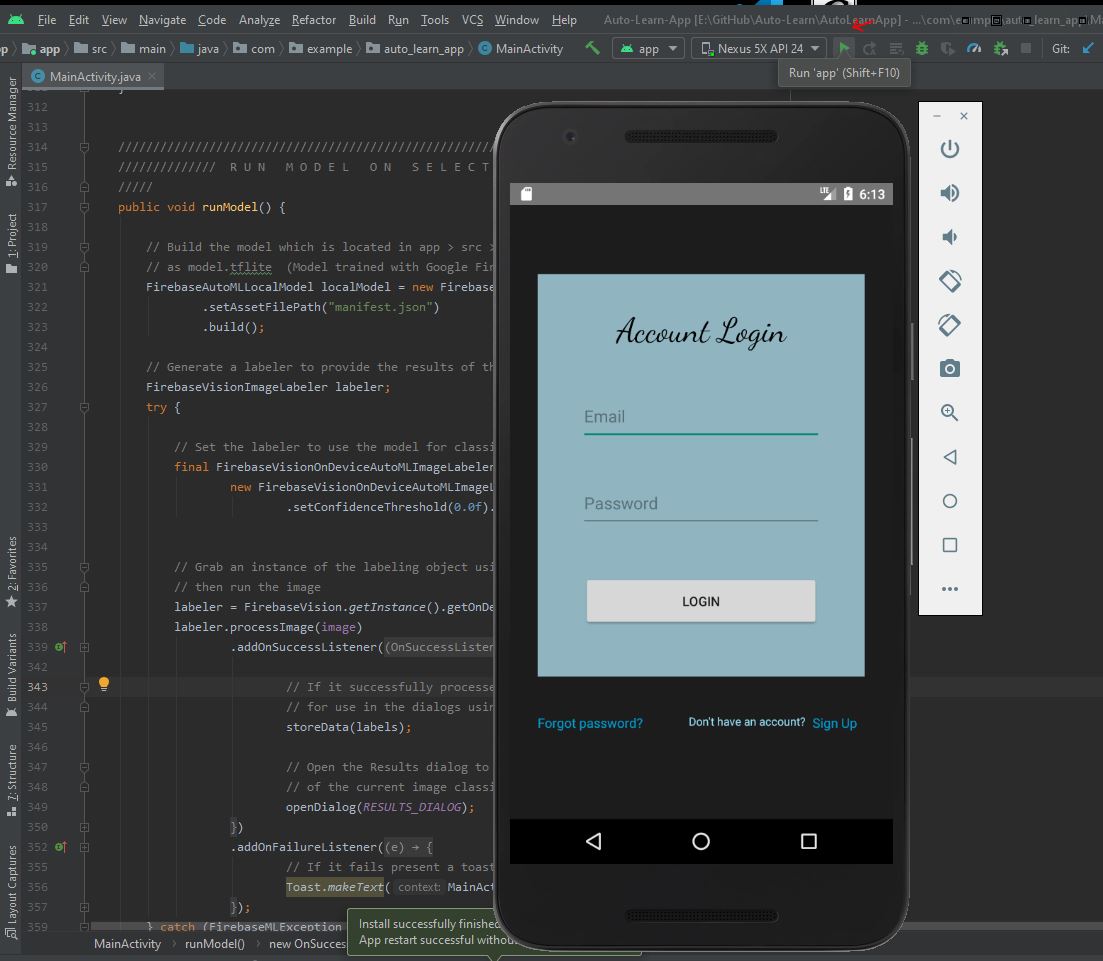 File Edit View Navigate Code Analyze Refactor Build Run Tools VCS Window Help Auto-Learn-App [E:\GitHub\Auto-Learn\AutoLearnApp] - ...\com\
app src main java com example auto_learn_app MainActivity app Nexus 5X API 24 Git:
MainActivity.java
Run 'app' (Shift+F10)
Resource Manager
1: Project
2: Favorites
Build Variants
7: Structure
Layout Captures
312
313
314 //////////////////////////////////////////////////////
315 ////////////// R U N   M O D E L   O N   S E L E C T
316 /////
317 public void runModel() {
318
319 // Build the model which is located in app > src >
320 // as model.tflite  (Model trained with Google Fir
321 FirebaseAutoMLLocalModel localModel = new Firebase
322 .setAssetFilePath("manifest.json")
323 .build();
324
325 // Generate a labeler to provide the results of th
326 FirebaseVisionImageLabeler labeler;
327 try {
328
329 // Set the labeler to use the model for classi
330 final FirebaseVisionOnDeviceAutoMLImageLabeler
331 new FirebaseVisionOnDeviceAutoMLImageL
332 .setConfidenceThreshold(0.0f).
333
334
335 // Grab an instance of the labeling object usi
336 // then run the image
337 labeler = FirebaseVision.getInstance().getOnDe
338 labeler.processImage(image)
339 .addOnSuccessListener((OnSuccessListen
342
343 // If it successfully processe
344 // for use in the dialogs usin
345 storeData(labels);
346
347 // Open the Results dialog to
348 // of the current image classi
349 openDialog(RESULTS_DIALOG);
350 })
352 .addOnFailureListener((e) → {
355 // If it fails present a toast
356 Toast.makeText( context: MainAct
357 });
359 } catch (FirebaseMLException
MainActivity › runModel() › new OnSucces
Install successfully finished
App restart successful withou
LTE 6:13
Account Login
Email
Password
LOGIN
Forgot password? Don't have an account? Sign Up